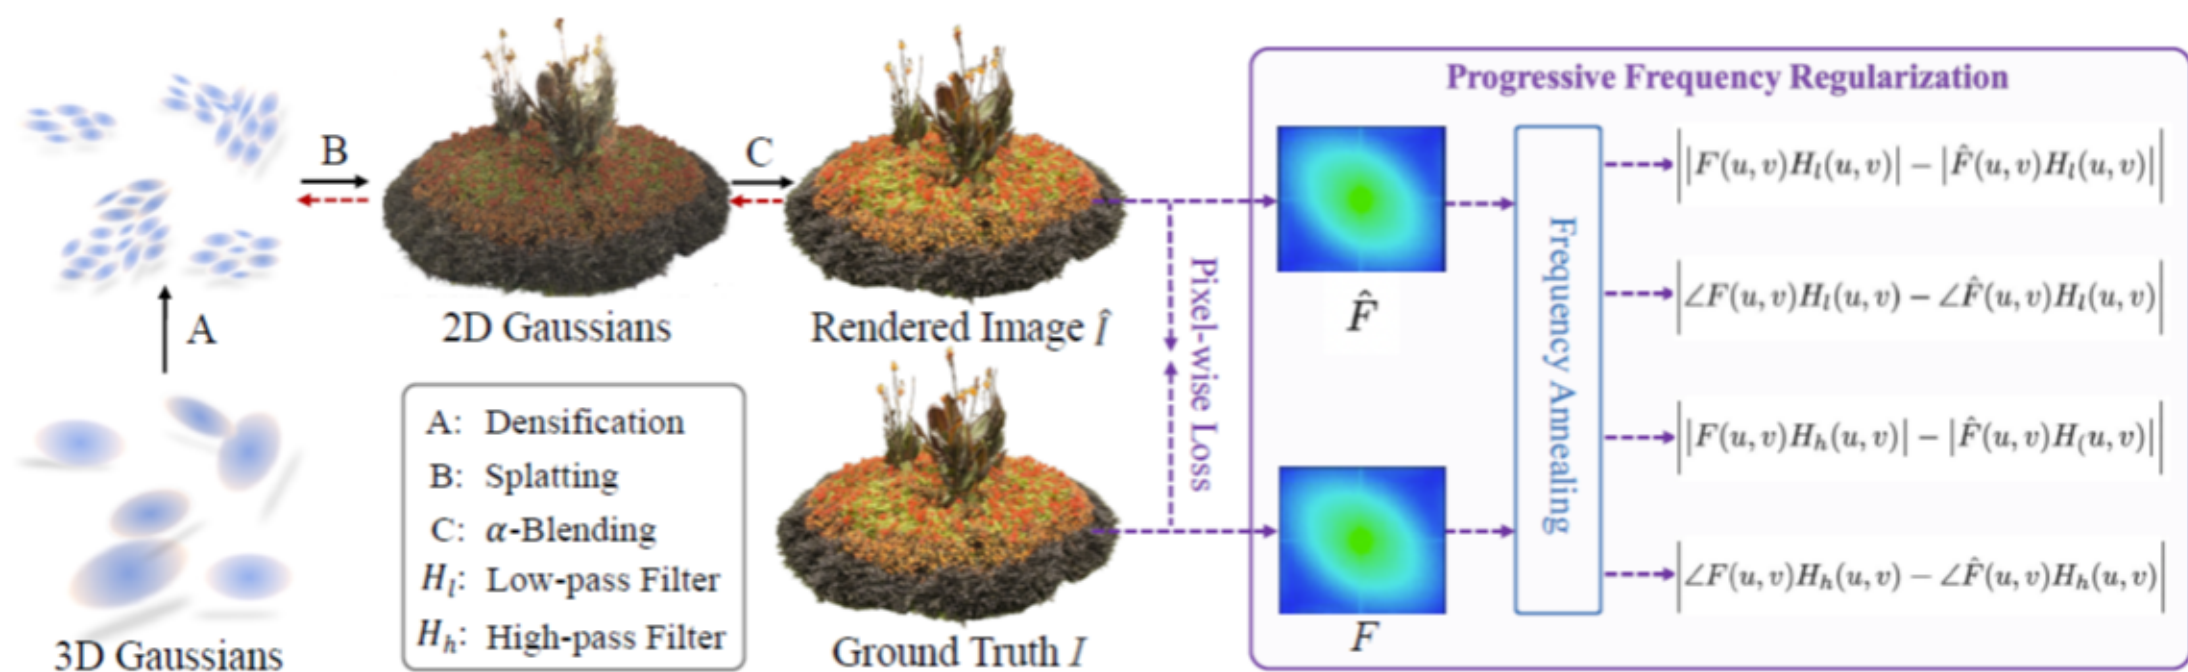 B
A
3D Gaussians
2D Gaussians
C
Rendered Image Î
A: Densification
B: Splatting
C: α-Blending
H_l: Low-pass Filter
H_h: High-pass Filter
Ground Truth I
Pixel-wise Loss
Progressive Frequency Regularization
F̂
F
Frequency Annealing
||F(u, v)H_l(u, v)| − |F̂(u, v)H_l(u, v)||
|∠F(u, v)H_l(u, v) − ∠F̂(u, v)H_l(u, v)|
||F(u, v)H_h(u, v)| − |F̂(u, v)H_(u, v)||
|∠F(u, v)H_h(u, v) − ∠F̂(u, v)H_h(u, v)|